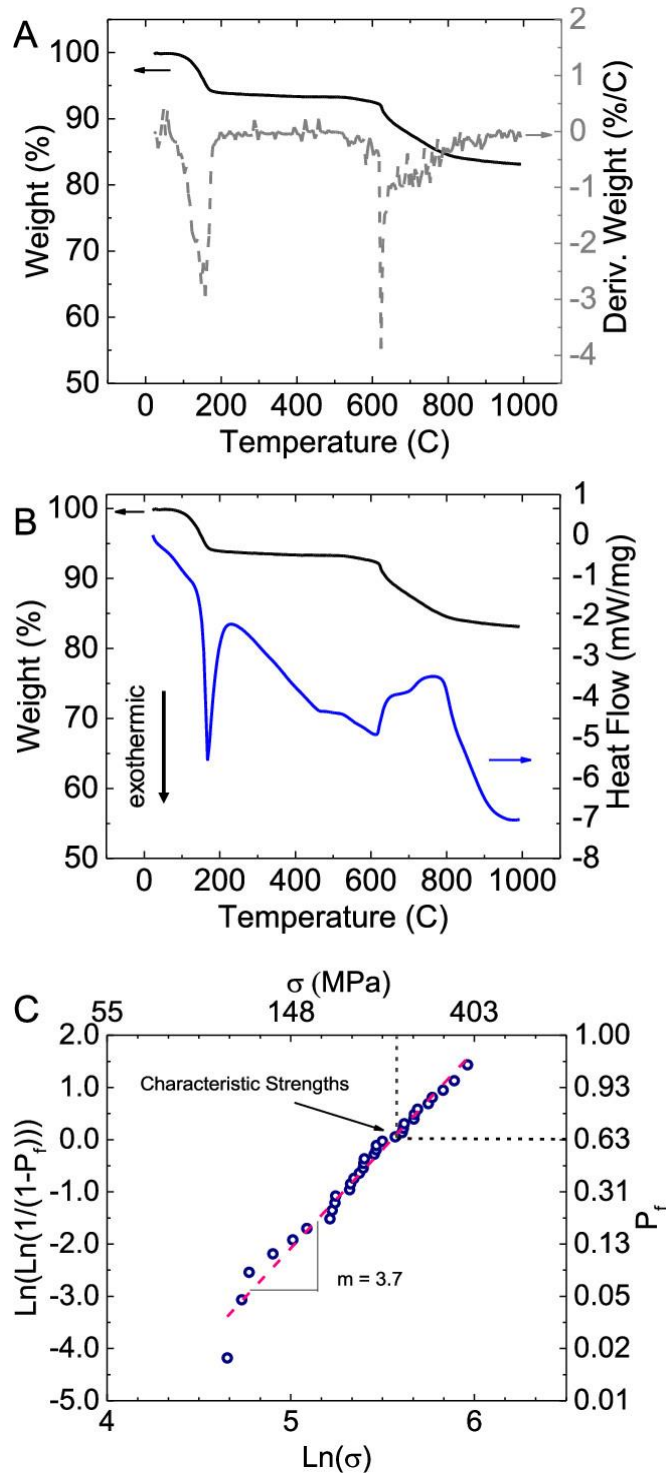 A
Weight (%)
100
90
80
70
60
50
2
1
0
-1
-2
-3
-4
Deriv. Weight (%/C)
0 200 400 600 800 1000
Temperature (C)
B
Weight (%)
100
90
80
70
60
50
exothermic
1
0
-1
-2
-3
-4
-5
-6
-7
-8
Heat Flow (mW/mg)
0 200 400 600 800 1000
Temperature (C)
C
σ (MPa)
55 148 403
Ln(Ln(1/(1-P_f)))
2.0
1.0
0.0
-1.0
-2.0
-3.0
-4.0
-5.0
Characteristic Strengths
m = 3.7
1.00
0.93
0.63
0.31
0.13
0.05
0.02
0.01
P_f
4 5 6
Ln(σ)